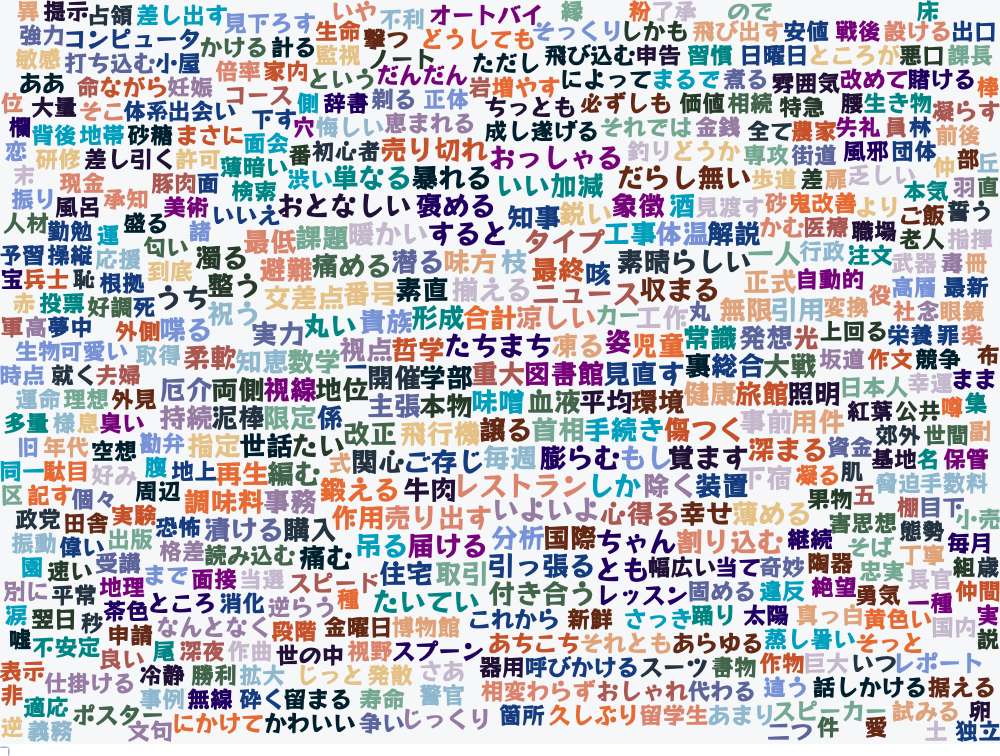 異 提示 占領 差し出す 見下ろす いや 不利 オートバイ 縁 粉 了承 ので 床
強力 コンピュータ かける 計る 生命 撃つ どうしても そっくり しかも 飛び出す 安値 戦後 設ける 出口
敏感 打ち込む 小屋 監視 ノート ただし 飛び込む 申告 習慣 日曜日 ところが 悪口 課長
ああ 命 ながら 妊娠 倍率 家内 という だんだん 岩 増やす によって まるで 煮る 雰囲気 改めて 賭ける 棒
位 大量 そこ 体系 出会い コース 側 辞書 剃る 正体 ちっとも 必ずしも 価値 相続 特急 腰 生き物 凝らす
欄 背後 地帯 砂糖 まさに 下す 穴 悔しい 恵まれる 成し遂げる それでは 金銭 全て 農家 失礼 員 林 前後
恋 研修 差し引く 許可 面会 番 初心者 売り切れ おっしゃる 釣り どうか 専攻 街道 風邪 団体 仲 部 丘
末 現金 承知 豚肉 面 薄暗い 検索 渋い 単なる 暴れる いい加減 だらし無い 歩道 差 扉 乏しい 本気 羽 直
振り 風呂 美術 いいえ おとなしい 褒める 知事 鋭い 象徴 酒 見渡す 砂 鬼 改善 より ご飯 誓う
人材 勤勉 運 盛る 諸 最低 課題 暖かい すると タイプ 工事 体温 解説 かむ 医療 職場 老人 指揮
予習 操縦 応援 匂い 濁る 避難 痛める 潜る 味方 枝 最終 咳 素晴らしい 一人 行政 注文 武器 毒 冊
宝 兵士 恥 根拠 到底 整う 交差点 番号 素直 揃える ニュース 収まる 正式 自動的 高層 最新
赤 投票 好調 死 うち 祝う 丸い 貴族 形成 合計 涼しい カー 工作 丸 無限 引用 変換 役 社 念 眼鏡
軍 高 夢中 外側 喋る 実力 視点 哲学 たちまち 凍る 姿 児童 常識 発想 光 上回る 栄養 罪 楽
生物 可愛い 取得 柔軟 知恵 数学 一 開催 学部 重大 図書館 見直す 裏 総合 大戦 坂道 作文 競争 布
時点 就く 夫婦 厄介 両側 視線 地位 主張 本物 味噌 血液 平均 環境 健康 旅館 照明 日本人 幸運 まま
運命 理想 外見 持続 泥棒 限定 係 改正 飛行機 譲る 首相 手続き 傷つく 事前 用件 紅葉 公共 噂 集
多量 様 息 臭い 勘弁 指定 世話 たい 式 関心 ご存じ 毎週 膨らむ もし 覚ます 深まる 資金 郊外 世間 副
旧 年代 空想 腹 地上 再生 編む 鍛える 牛肉 レストラン しか 除く 装置 下宿 凝る 肌 基地 名 保管
同一 駄目 好み 周辺 調味料 事務 作用 売り出す いよいよ 心得る 幸せ 薄める 果物 五 脅迫 手数料
区 記す 個々 恐怖 漬ける 購入 吊る 届ける 分析 国際 ちゃん 割り込む 継続 害 思想 棚 目下 小売
政党 田舎 実験 格差 読み込む 痛む 住宅 取引 引っ張る とも 幅広い 当て 奇妙 陶器 そば 態勢 丁寧 毎月
振動 偉い 出版 まで 面接 当選 スピード たいてい 付き合う レッスン 固める 違反 絶望 忠実 長官 組 蔵
園 速い 受講 地理 ところ 消化 逆らう 種 これから 新鮮 さっき 踊り 太陽 真っ白 勇気 黄色い 一種 仲間
別に 平常 茶色 なんとなく 段階 金曜日 博物館 あちこち それとも あらゆる 蒸し暑い そっと 国内 実
涙 翌日 秒 申請 尾 深夜 作曲 世の中 視野 スプーン 器用 呼びかける スーツ 書物 作物 巨大 いつ レポート 説
嘘 不安定 良い 冷静 勝利 拡大 じっと 発散 さあ 相変わらず おしゃれ 代わる 違う 話しかける 据える
表示 仕掛ける 事例 無線 砕く 留まる 寿命 警官 箇所 久しぶり 留学生 あまり スピーカー 試みる 卵
非 適応 ポスター にかけて かわいい 争い じっくり 二つ 件 愛 土 独立
逆 義務 文句